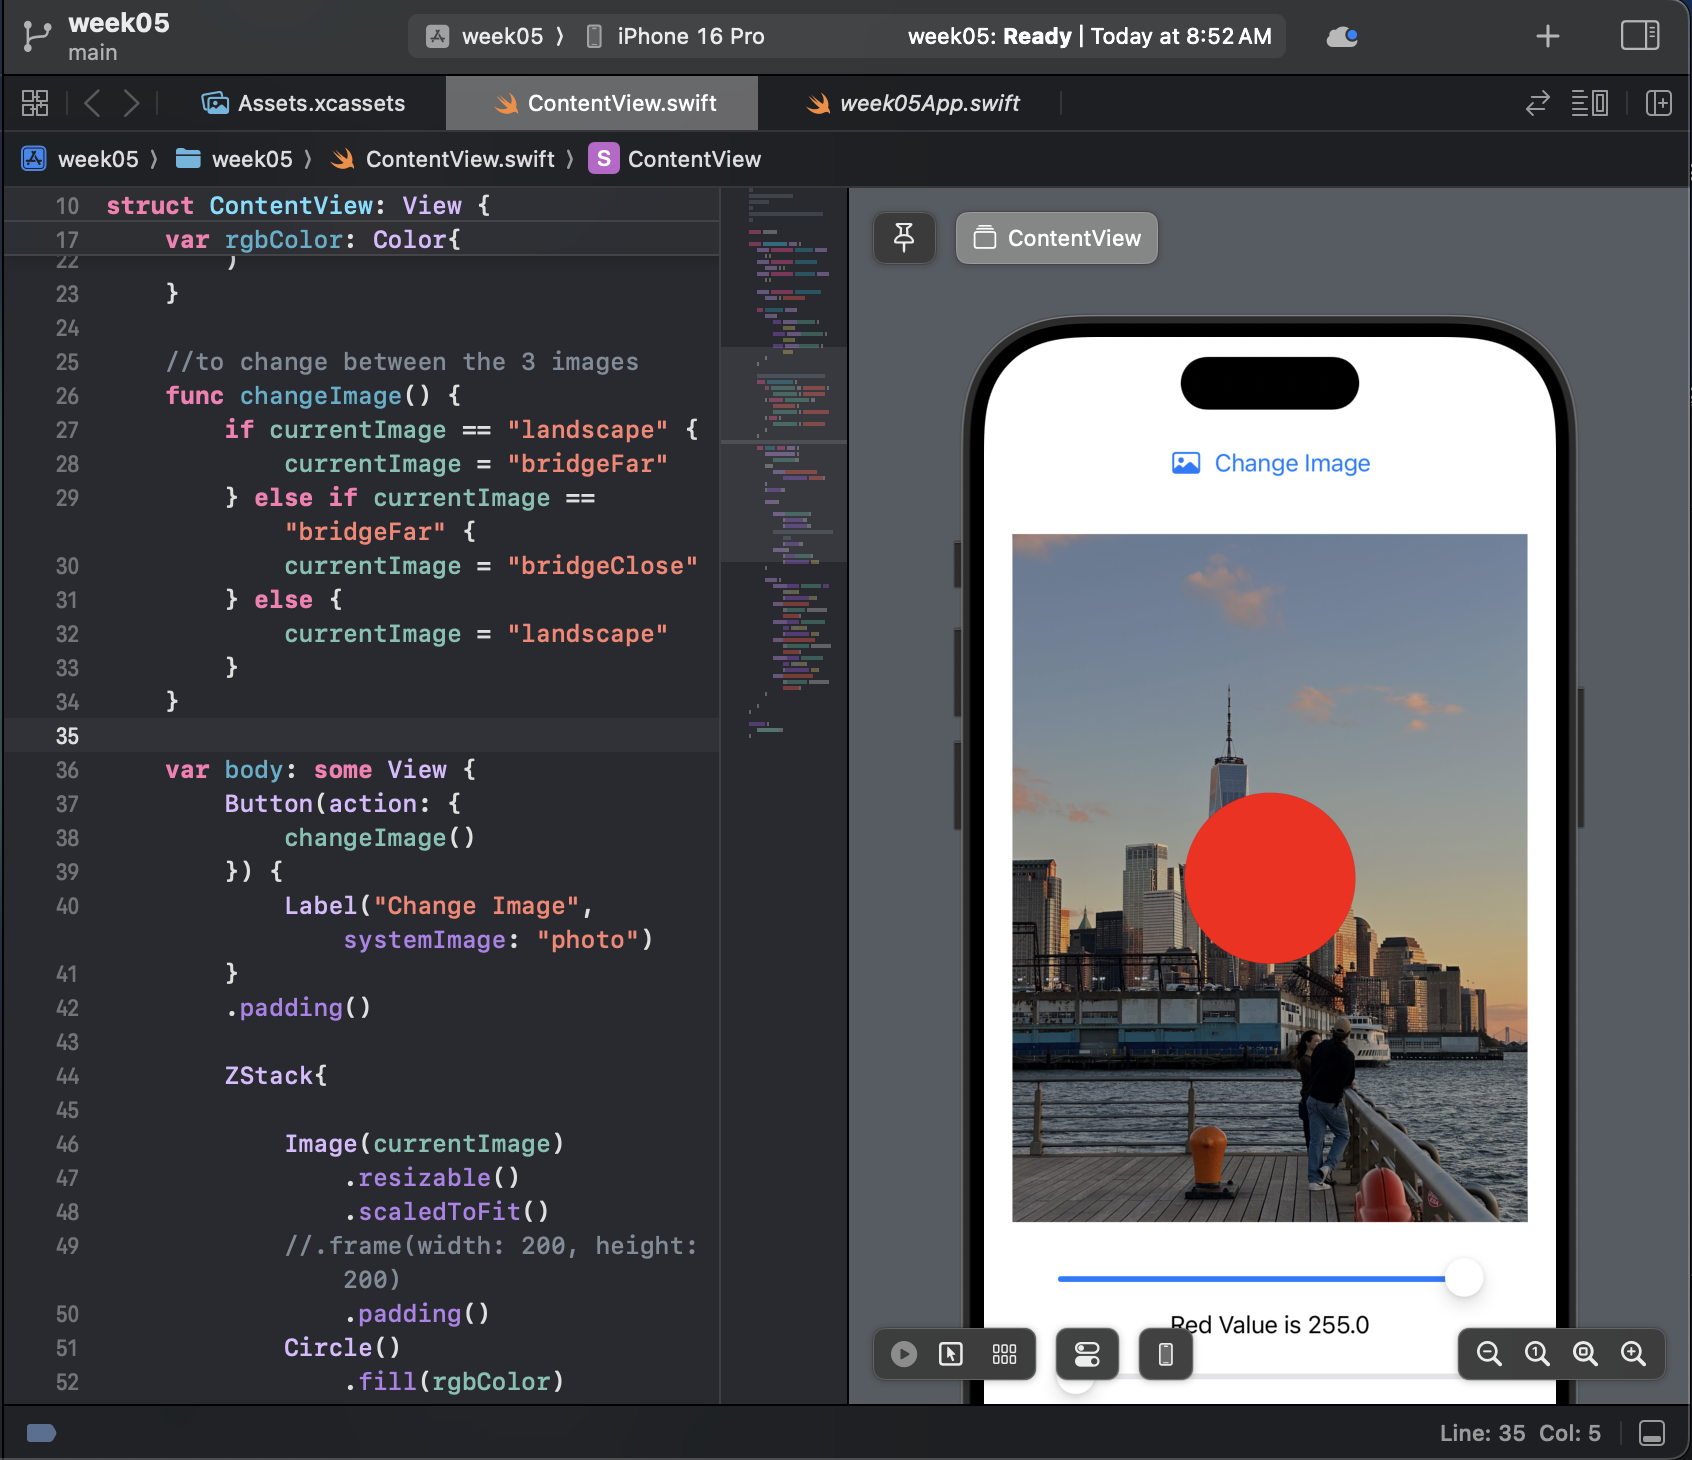 week05
main
week05 ⟩ iPhone 16 Pro
week05: Ready | Today at 8:52 AM
Assets.xcassets
ContentView.swift
week05App.swift
week05 ⟩ week05 ⟩ ContentView.swift ⟩ S ContentView
10 struct ContentView: View {
17 var rgbColor: Color{
22 )
23 }
24
25 //to change between the 3 images
26 func changeImage() {
27 if currentImage == "landscape" {
28 currentImage = "bridgeFar"
29 } else if currentImage ==
"bridgeFar" {
30 currentImage = "bridgeClose"
31 } else {
32 currentImage = "landscape"
33 }
34 }
35
36 var body: some View {
37 Button(action: {
38 changeImage()
39 }) {
40 Label("Change Image",
systemImage: "photo")
41 }
42 .padding()
43
44 ZStack{
45
46 Image(currentImage)
47 .resizable()
48 .scaledToFit()
49 //.frame(width: 200, height:
200)
50 .padding()
51 Circle()
52 .fill(rgbColor)
ContentView
Change Image
Red Value is 255.0
Line: 35 Col: 5